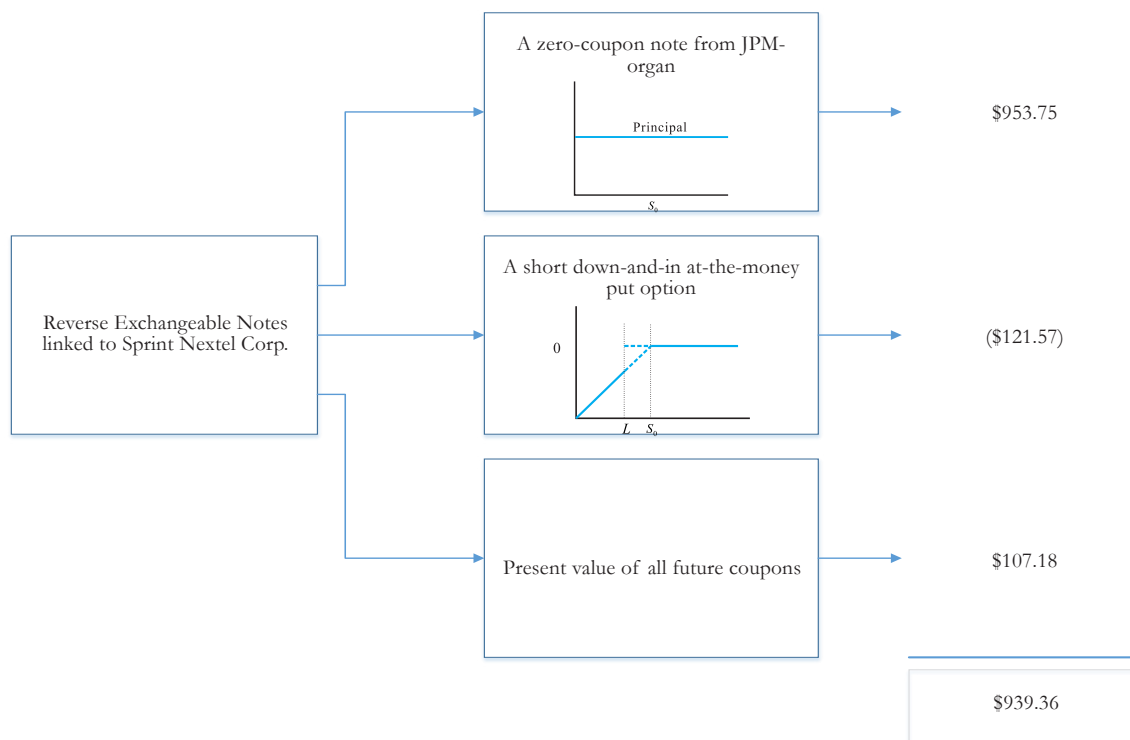 A zero-coupon note from JPM-
organ
Principal
S₀
$953.75
Reverse Exchangeable Notes
linked to Sprint Nextel Corp.
A short down-and-in at-the-money
put option
0
L S₀
($121.57)
Present value of all future coupons
$107.18
$939.36